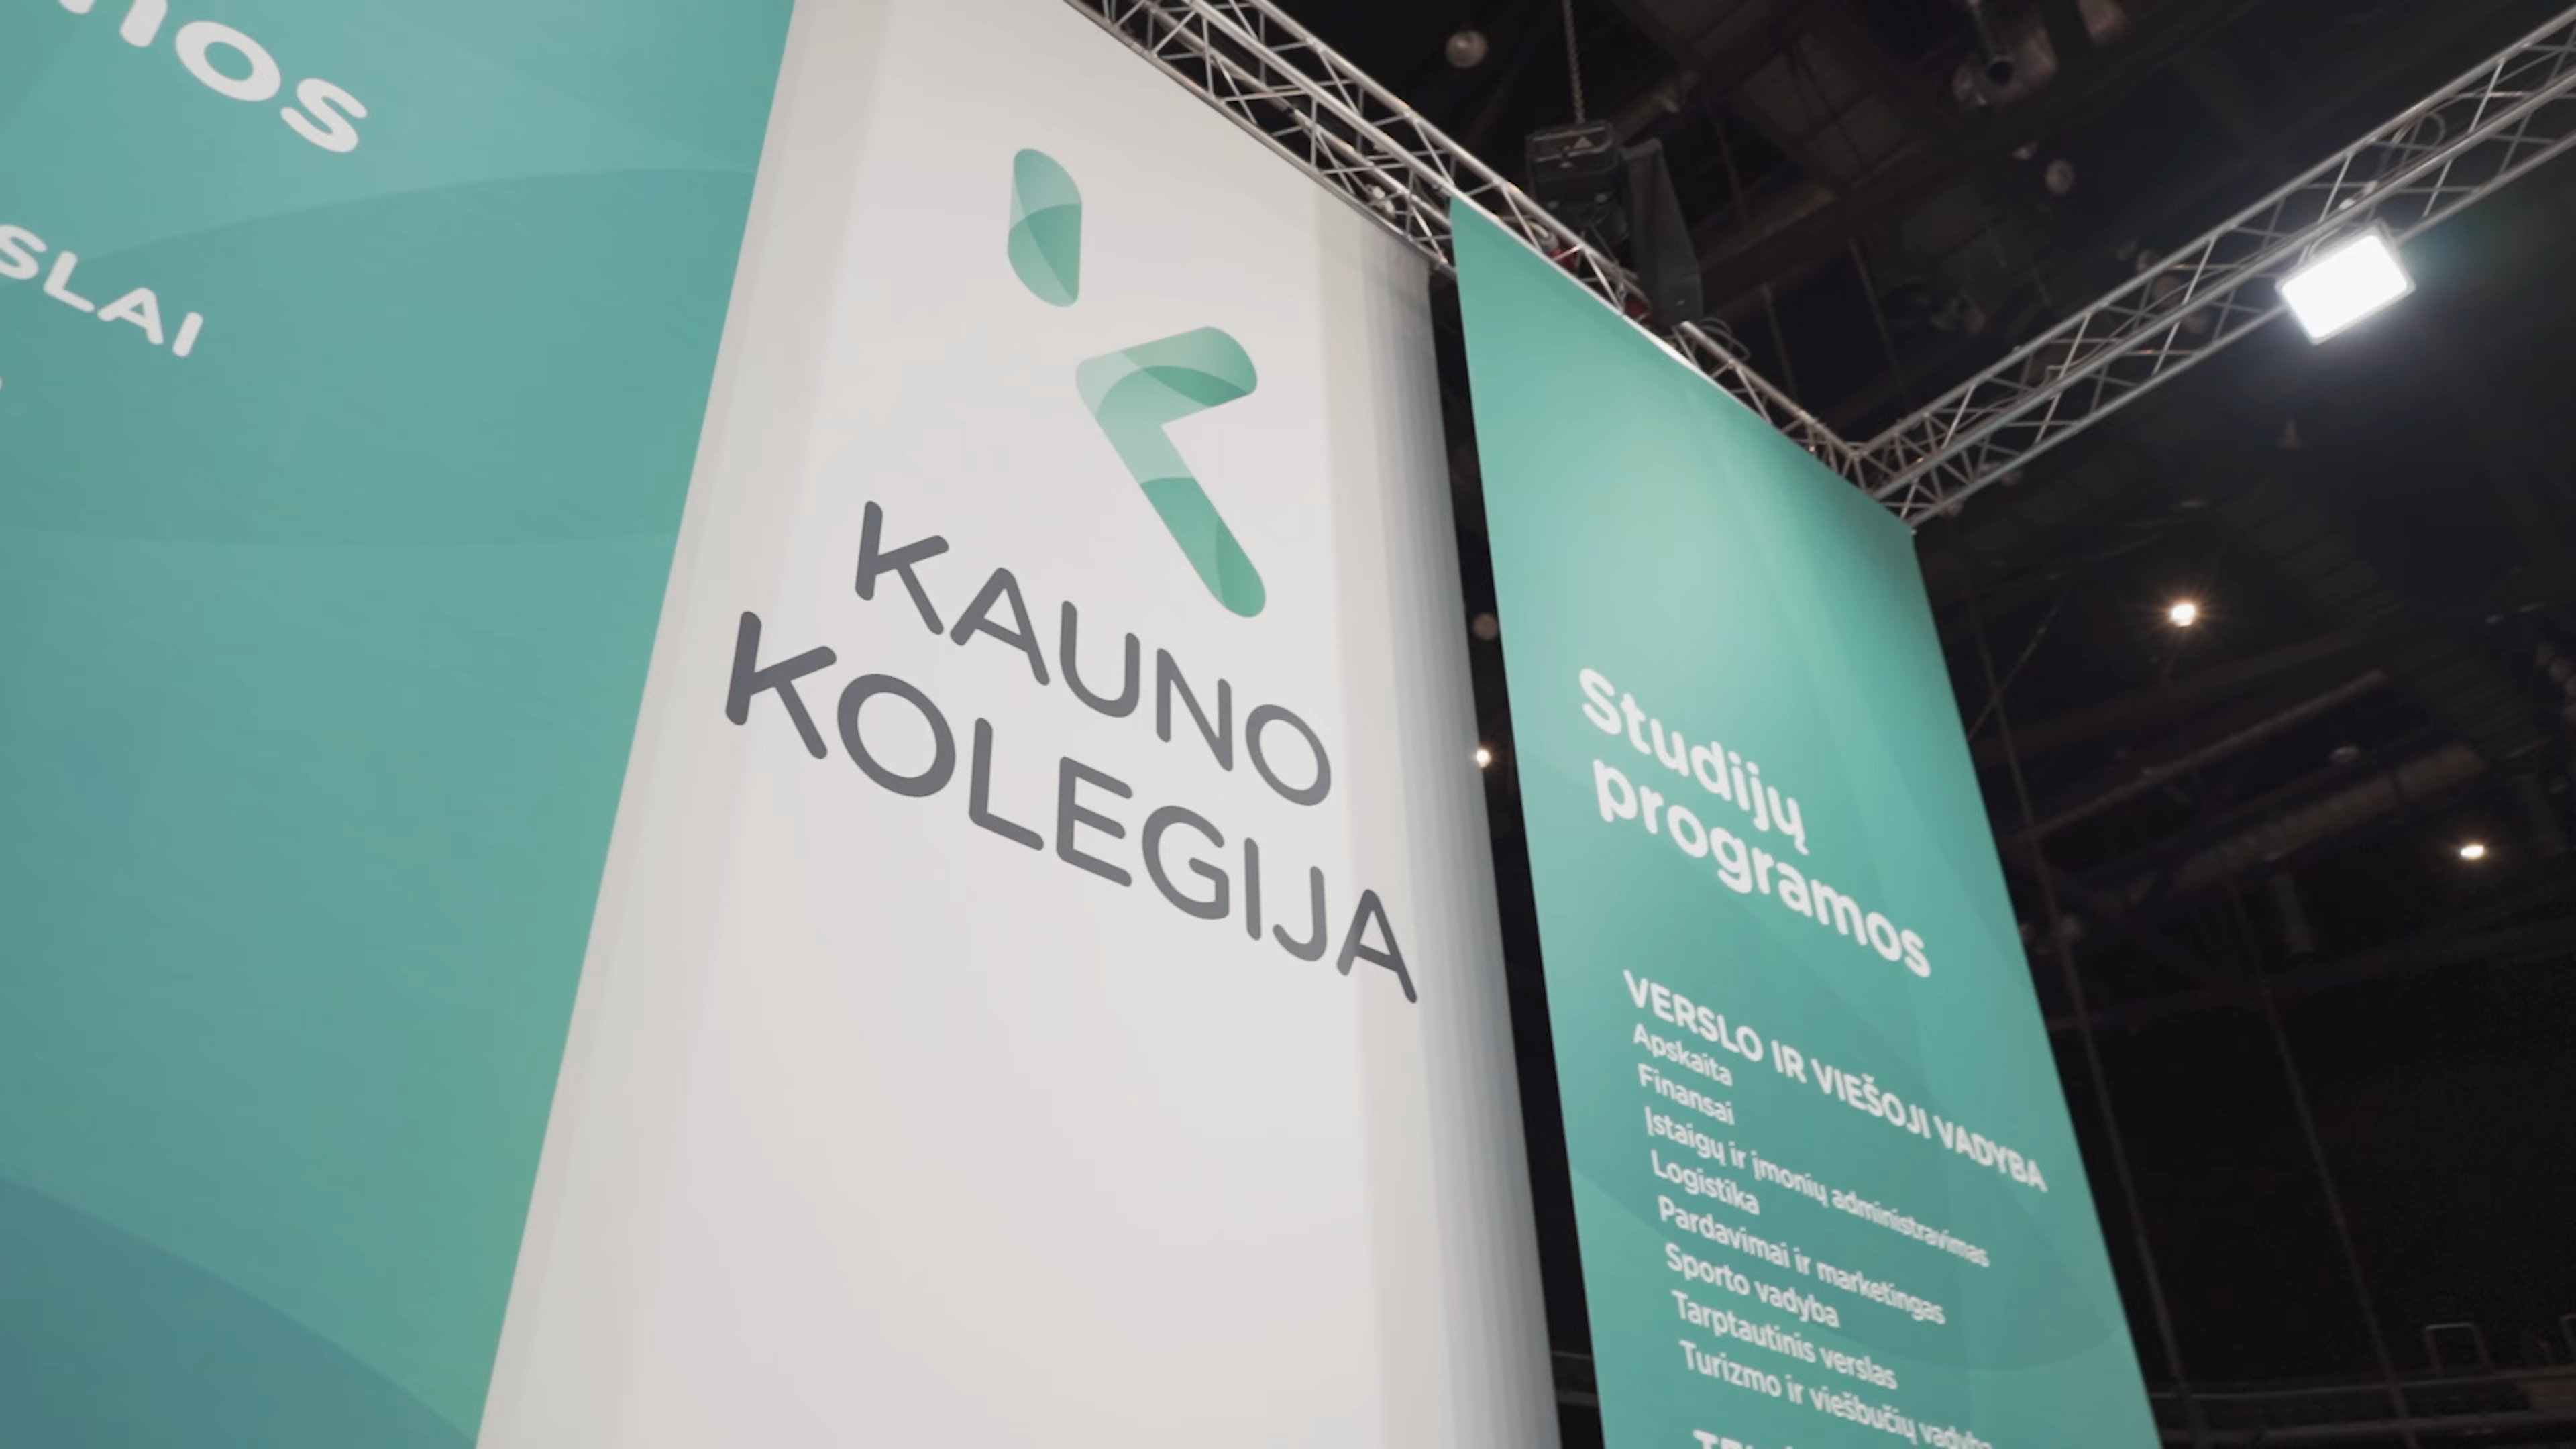 SLAI
KAUNO
KOLEGIJA
Studijų
programos
VERSLO IR VIEŠOJI VADYBA
Apskaita
Finansai
Įstaigų ir įmonių administravimas
Logistika
Pardavimai ir marketingas
Sporto vadyba
Tarptautinis verslas
Turizmo ir viešbučių vadyba